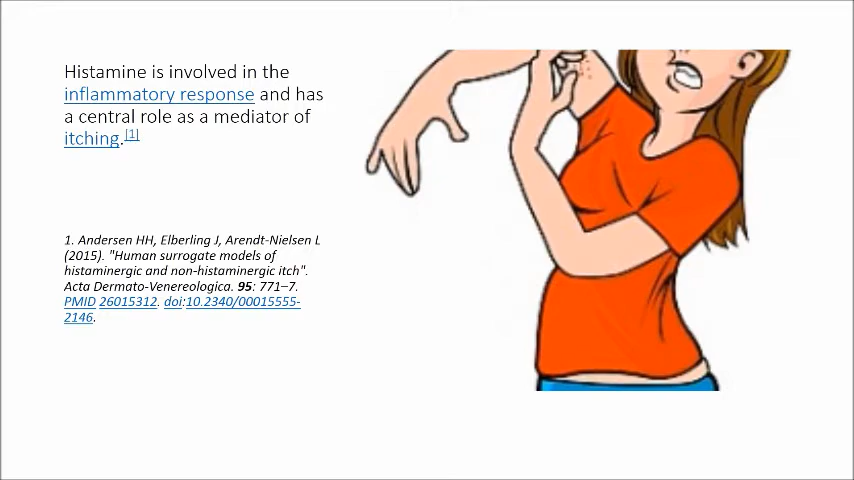 Histamine is involved in the
inflammatory response and has
a central role as a mediator of
itching.[1]
1. Andersen HH, Elberling J, Arendt-Nielsen L
(2015). "Human surrogate models of
histaminergic and non-histaminergic itch".
Acta Dermato-Venereologica. 95: 771–7.
PMID 26015312. doi:10.2340/00015555-
2146.